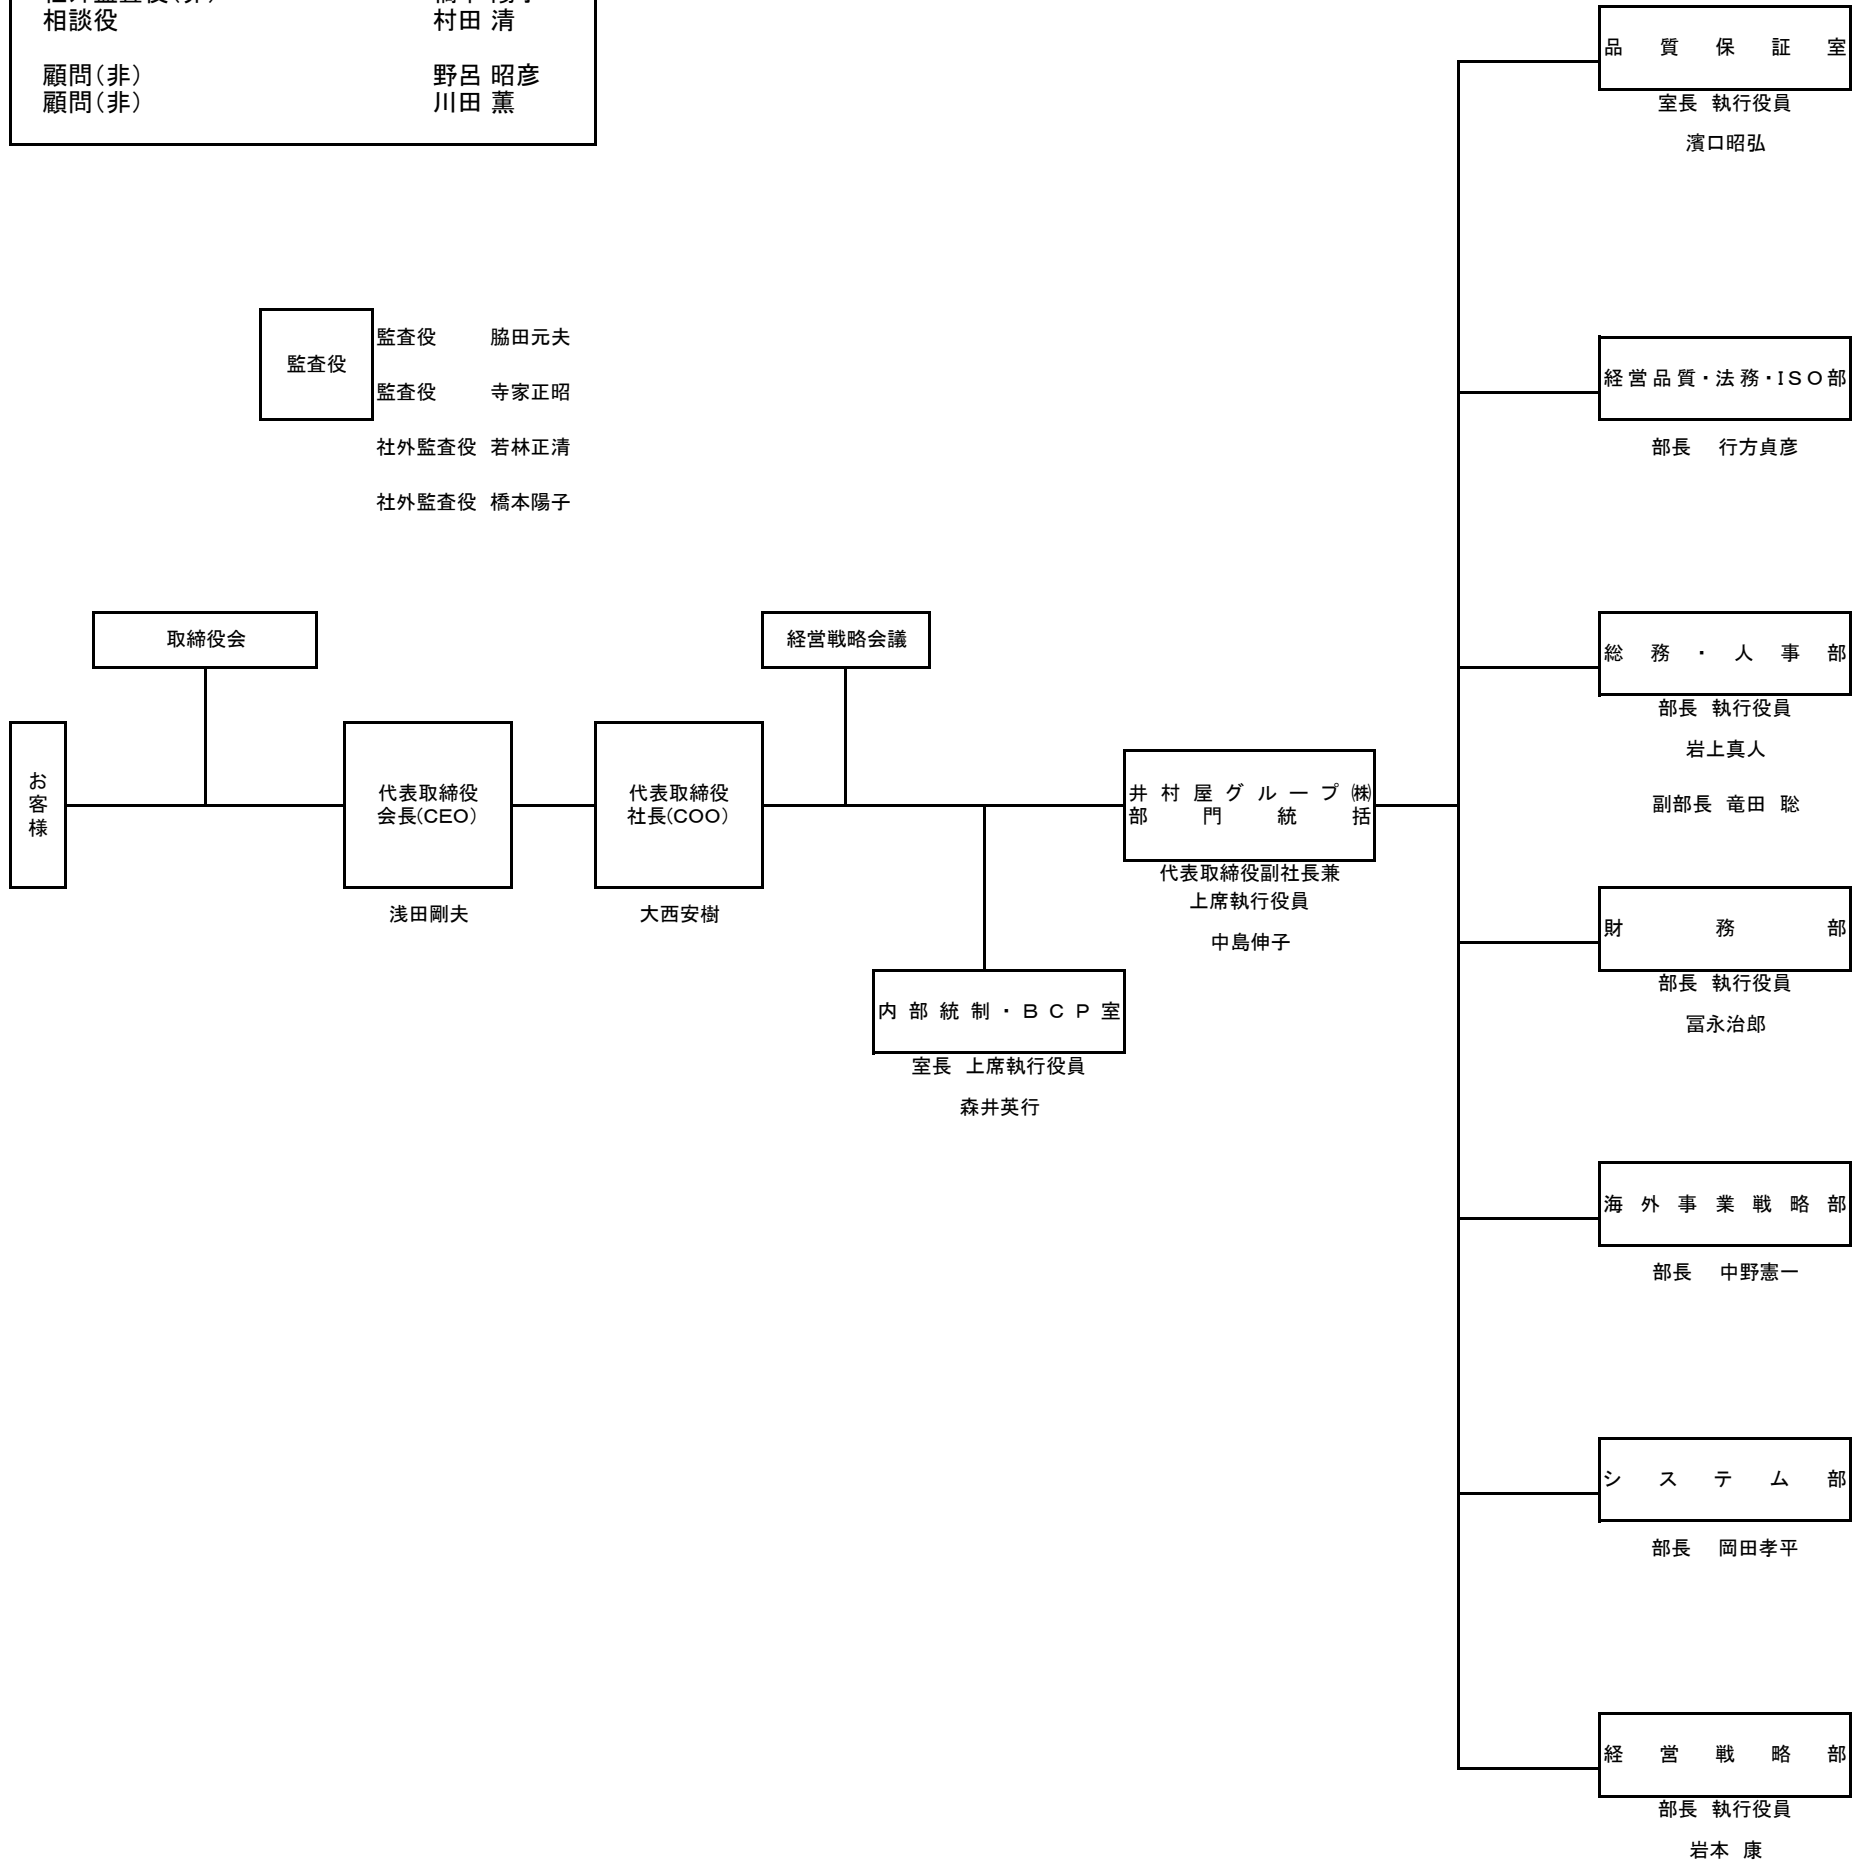 相談役 村田 清
顧問(非) 野呂 昭彦
顧問(非) 川田 薫
品質保証室
室長 執行役員
濱口昭弘
監査役
監査役 脇田元夫
監査役 寺家正昭
社外監査役 若林正清
社外監査役 橋本陽子
経営品質・法務・ISO部
部長 行方貞彦
取締役会
経営戦略会議
総務・人事部
部長 執行役員
岩上真人
副部長 竜田 聡
お客様
代表取締役
会長(CEO)
浅田剛夫
代表取締役
社長(COO)
大西安樹
井村屋グループ㈱
部門統括
代表取締役副社長兼
上席執行役員
中島伸子
財務部
部長 執行役員
冨永治郎
内部統制・BCP室
室長 上席執行役員
森井英行
海外事業戦略部
部長 中野憲一
システム部
部長 岡田孝平
経営戦略部
部長 執行役員
岩本 康